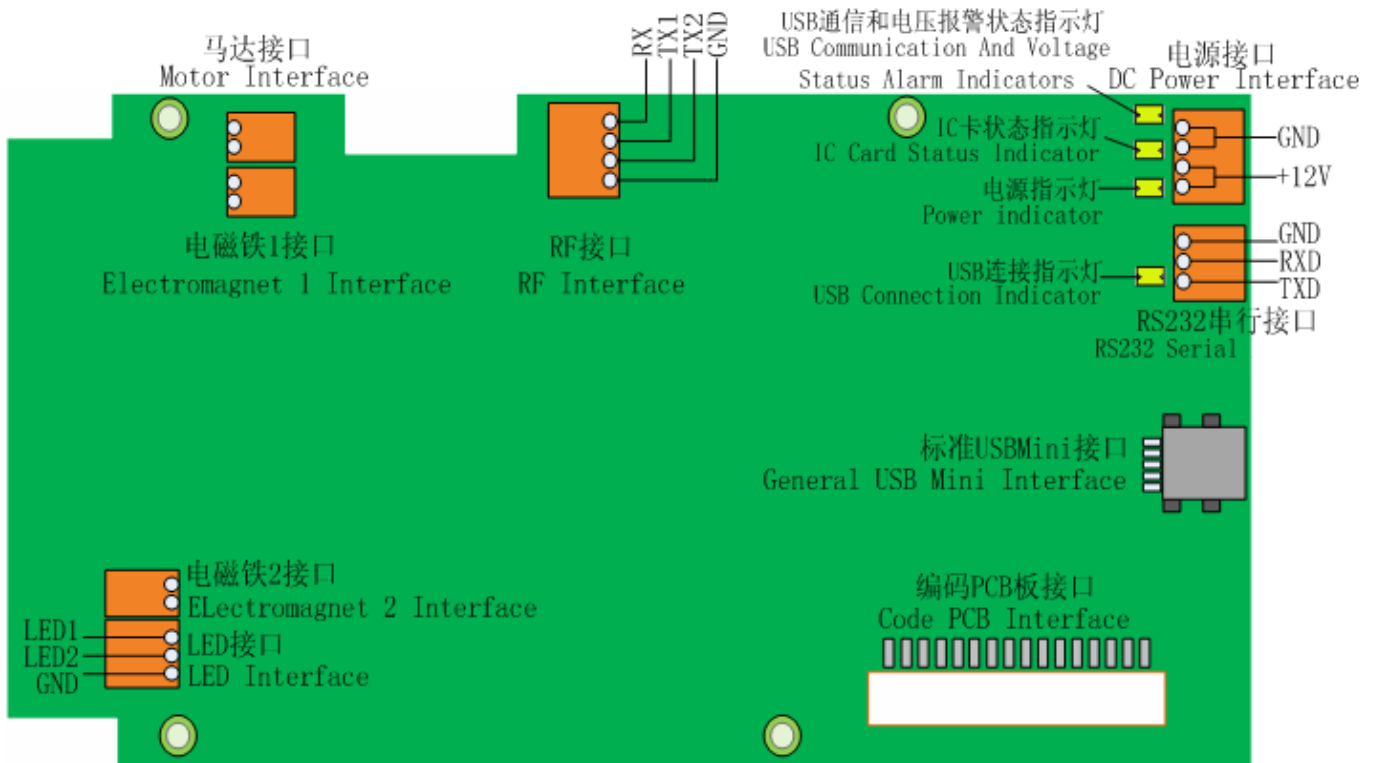 马达接口
Motor Interface
RX
TX1
TX2
GND
USB通信和电压报警状态指示灯
USB Communication And Voltage
Status Alarm Indicators
电源接口
DC Power Interface
IC卡状态指示灯
IC Card Status Indicator
GND
+12V
电源指示灯
Power indicator
电磁铁1接口
Electromagnet 1 Interface
RF接口
RF Interface
USB连接指示灯
USB Connection Indicator
GND
RXD
TXD
RS232串行接口
RS232 Serial
标准USBMini接口
General USB Mini Interface
电磁铁2接口
ELectromagnet 2 Interface
LED1
LED2
GND
LED接口
LED Interface
编码PCB板接口
Code PCB Interface